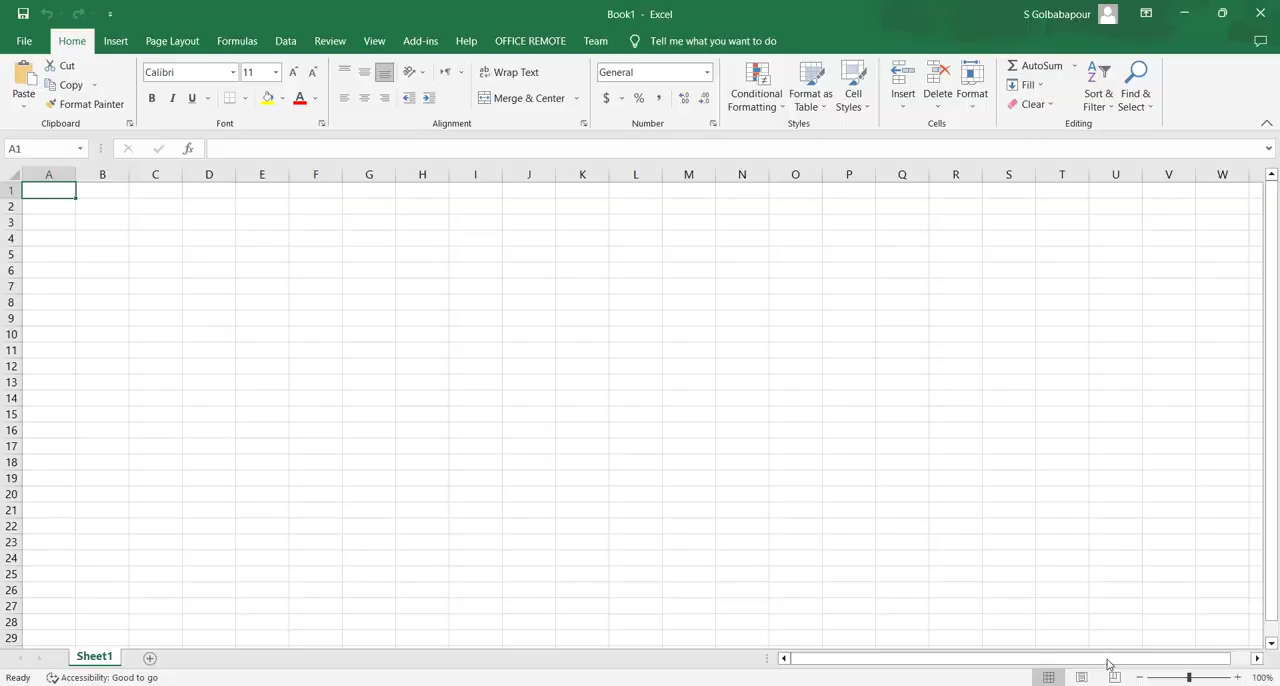 Book1 - Excel
S Golbabapour
File Home Insert Page Layout Formulas Data Review View Add-ins Help OFFICE REMOTE Team Tell me what you want to do
Paste
Cut
Copy
Format Painter
Clipboard
Calibri 11
B I U
Font
ab Wrap Text
Merge & Center
Alignment
General
$ % ,
Number
Conditional Formatting
Format as Table
Cell Styles
Styles
Insert Delete Format
Cells
AutoSum
Fill
Clear
Sort & Filter
Find & Select
Editing
A1 fx
A B C D E F G H I J K L M N O P Q R S T U V W
1
2
3
4
5
6
7
8
9
10
11
12
13
14
15
16
17
18
19
20
21
22
23
24
25
26
27
28
29
Sheet1
Ready Accessibility: Good to go 100%